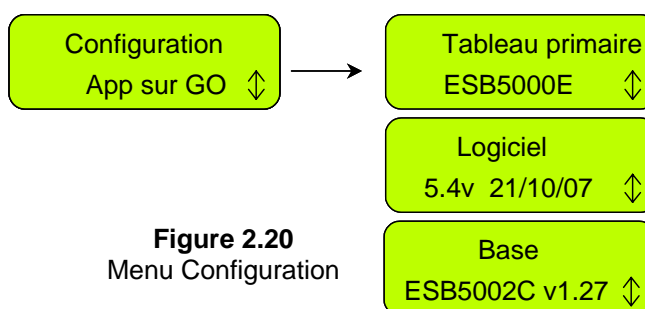 Configuration
App sur GO ↕
Tableau primaire
ESB5000E ↕
Logiciel
5.4v 21/10/07 ↕
Base
ESB5002C v1.27 ↕
Figure 2.20
Menu Configuration